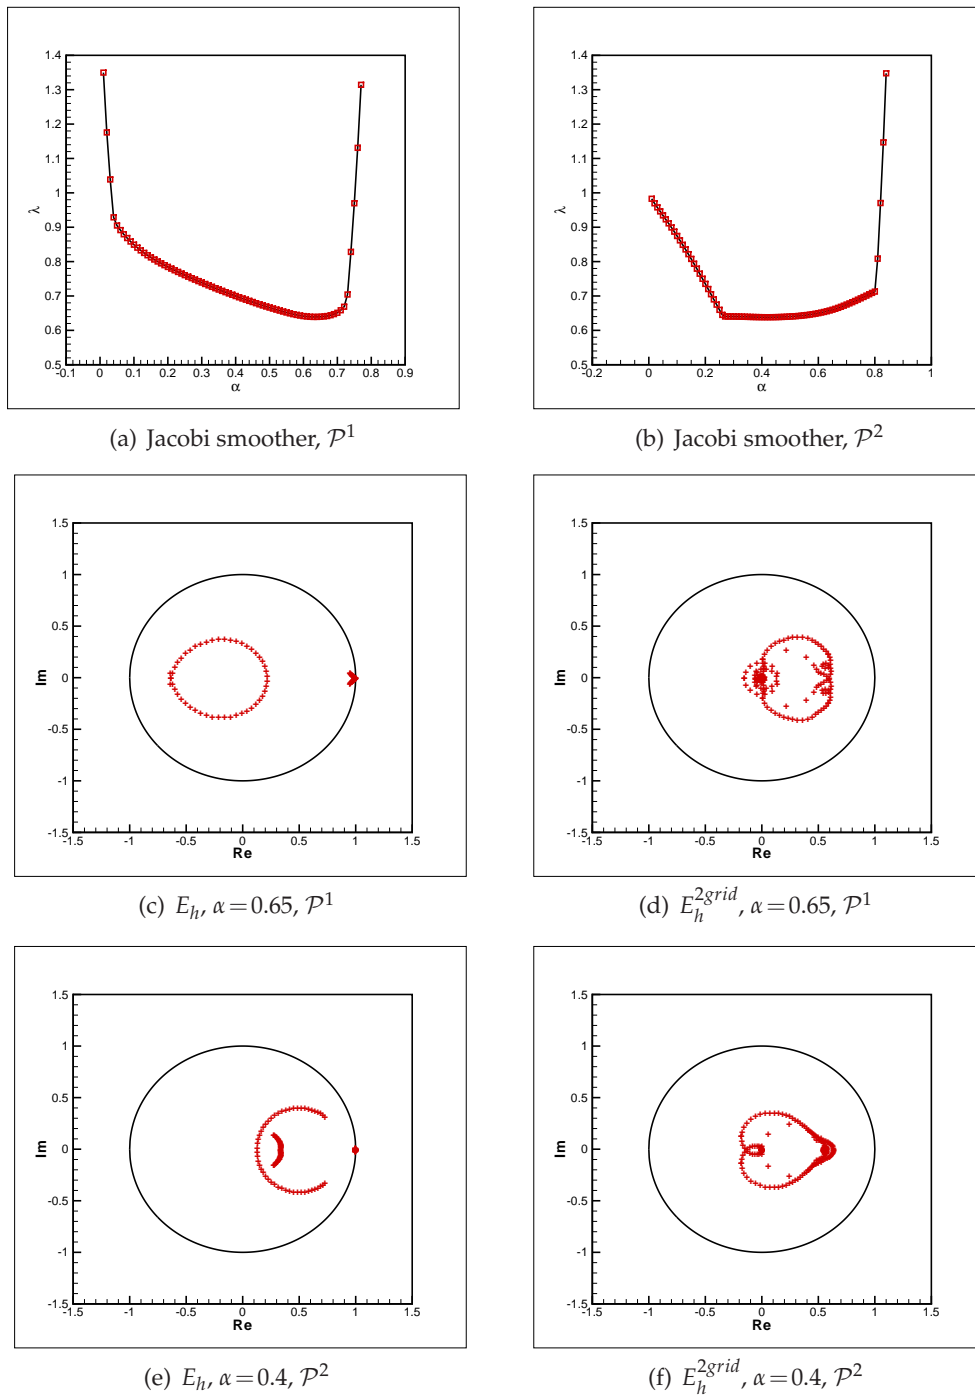 1.4
1.3
1.2
1.1
1
0.9
0.8
0.7
0.6
0.5
λ
-0.1 0 0.1 0.2 0.3 0.4 0.5 0.6 0.7 0.8 0.9
α
(a) Jacobi smoother, P¹
1.4
1.3
1.2
1.1
1
0.9
0.8
0.7
0.6
0.5
λ
-0.2 0 0.2 0.4 0.6 0.8 1
α
(b) Jacobi smoother, P²
1.5
1
0.5
0
-0.5
-1
-1.5
Im
-1.5 -1 -0.5 0 0.5 1 1.5
Re
(c) E_h, α=0.65, P¹
1.5
1
0.5
0
-0.5
-1
-1.5
Im
-1.5 -1 -0.5 0 0.5 1 1.5
Re
(d) E_h^{2grid}, α=0.65, P¹
1.5
1
0.5
0
-0.5
-1
-1.5
Im
-1.5 -1 -0.5 0 0.5 1 1.5
Re
(e) E_h, α=0.4, P²
1.5
1
0.5
0
-0.5
-1
-1.5
Im
-1.5 -1 -0.5 0 0.5 1 1.5
Re
(f) E_h^{2grid}, α=0.4, P²